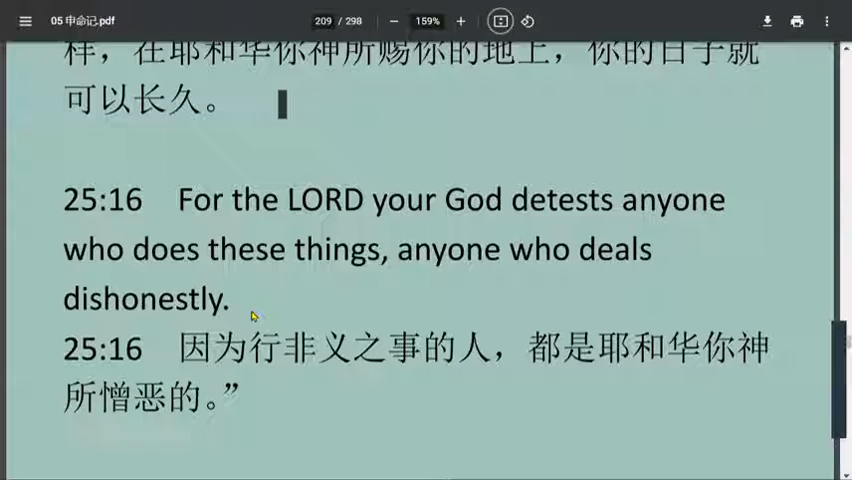 05 申命记.pdf
209 / 298
159%
样，在耶和华你神所赐你的地上，你的日子就
可以长久。
25:16 For the LORD your God detests anyone
who does these things, anyone who deals
dishonestly.
25:16 因为行非义之事的人，都是耶和华你神
所憎恶的。”